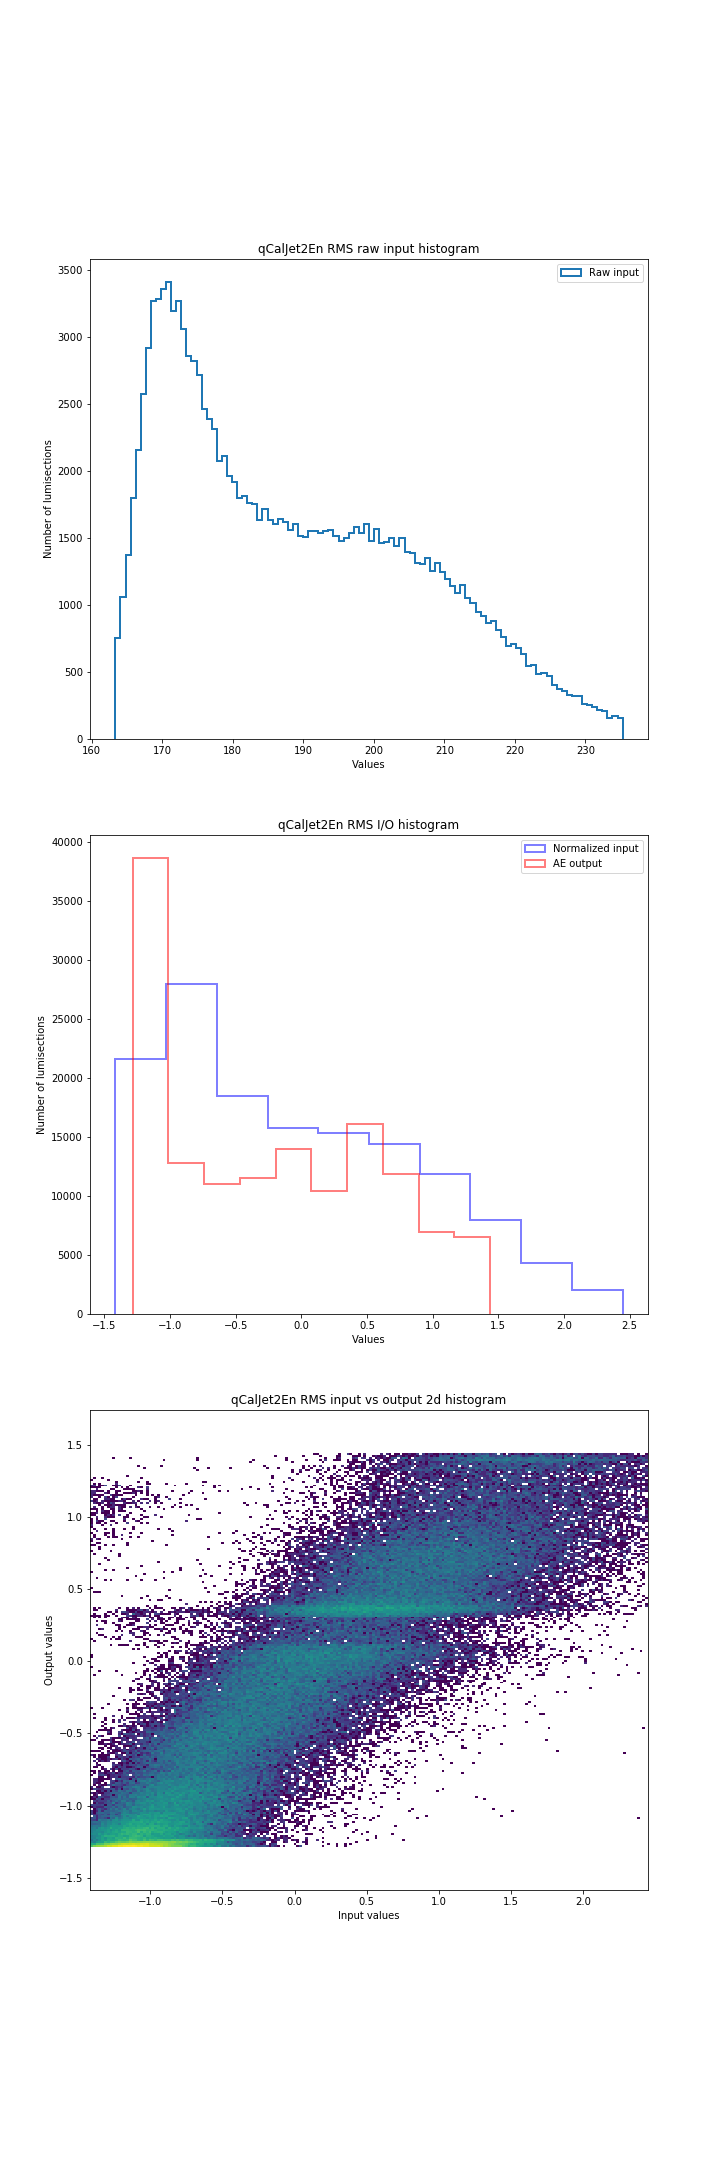 qCalJet2En RMS raw input histogram
Raw input
3500
3000
2500
2000
1500
1000
500
0
Number of lumisections
160 170 180 190 200 210 220 230
Values
qCalJet2En RMS I/O histogram
Normalized input
AE output
40000
35000
30000
25000
20000
15000
10000
5000
0
Number of lumisections
−1.5 −1.0 −0.5 0.0 0.5 1.0 1.5 2.0 2.5
Values
qCalJet2En RMS input vs output 2d histogram
1.5
1.0
0.5
0.0
−0.5
−1.0
−1.5
Output values
−1.0 −0.5 0.0 0.5 1.0 1.5 2.0
Input values